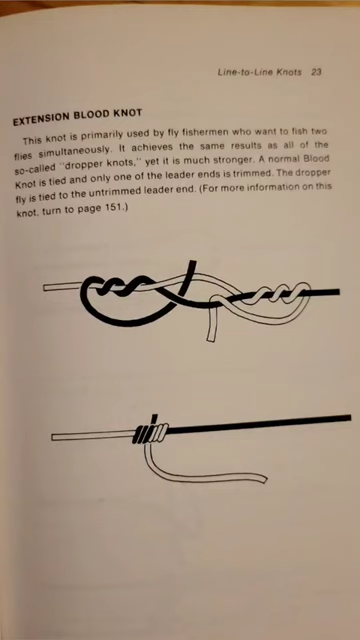 Line-to-Line Knots 23
EXTENSION BLOOD KNOT
This knot is primarily used by fly fishermen who want to fish two
flies simultaneously. It achieves the same results as all of the
so-called "dropper knots," yet it is much stronger. A normal Blood
Knot is tied and only one of the leader ends is trimmed. The dropper
fly is tied to the untrimmed leader end. (For more information on this
knot, turn to page 151.)